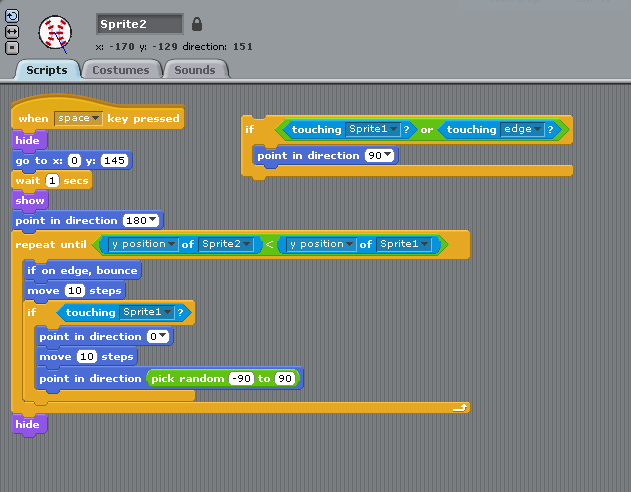 Sprite2
x: -170 y: -129 direction: 151
Scripts Costumes Sounds
when space key pressed
hide
go to x: 0 y: 145
wait 1 secs
show
point in direction 180
repeat until y position of Sprite2 < y position of Sprite1
if on edge, bounce
move 10 steps
if touching Sprite1 ?
point in direction 0
move 10 steps
point in direction pick random -90 to 90
hide
if touching Sprite1 ? or touching edge ?
point in direction 90